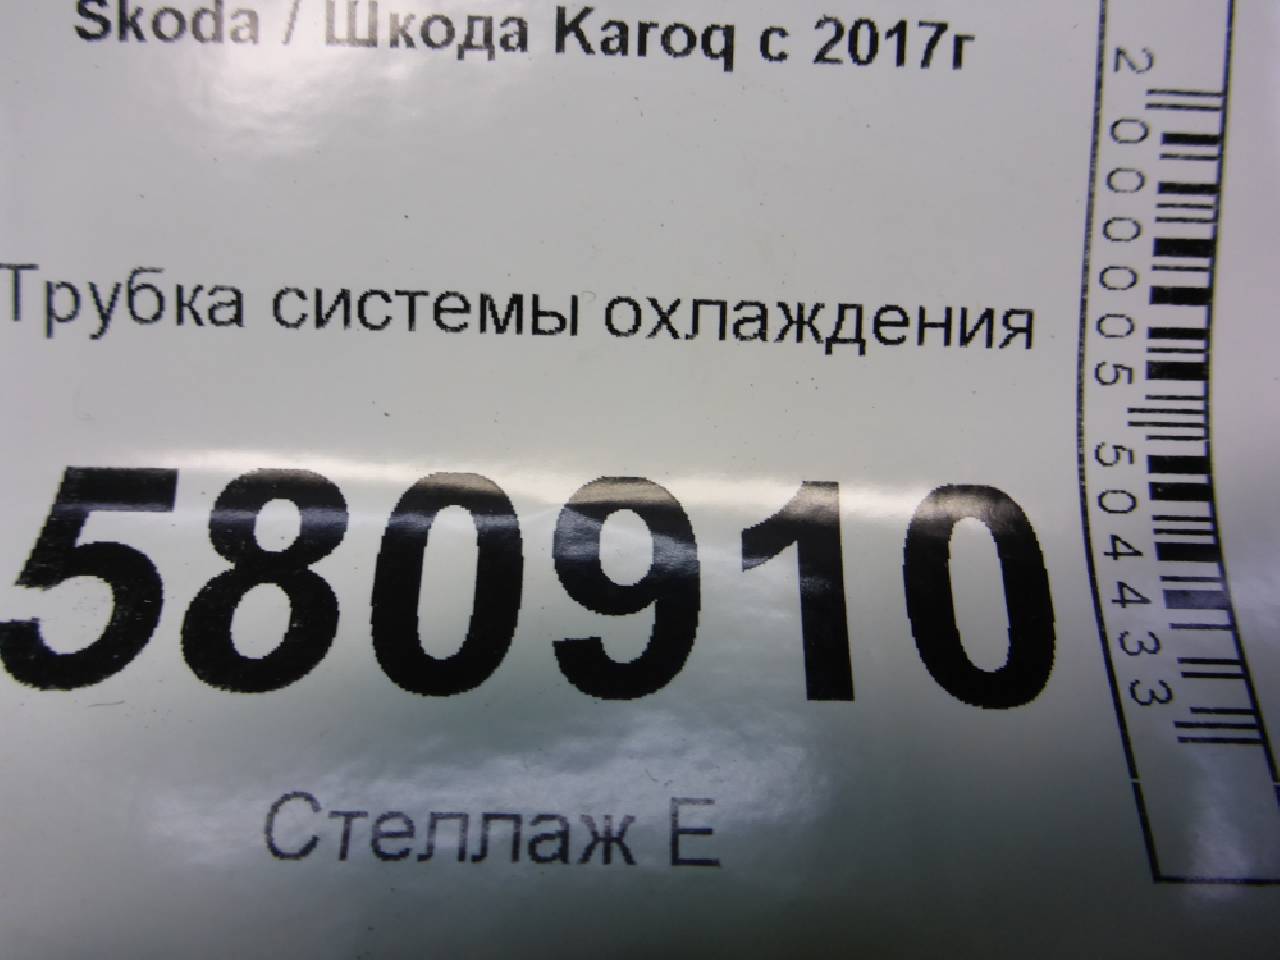 Skoda / Шкода Karoq с 2017г
Трубка системы охлаждения
580910
Стеллаж Е
2000005504433